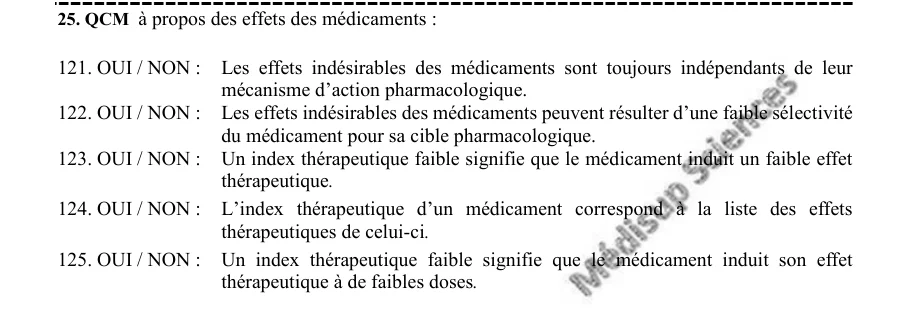 25. QCM à propos des effets des médicaments :
121. OUI / NON : Les effets indésirables des médicaments sont toujours indépendants de leur
mécanisme d'action pharmacologique.
122. OUI / NON : Les effets indésirables des médicaments peuvent résulter d'une faible sélectivité
du médicament pour sa cible pharmacologique.
123. OUI / NON : Un index thérapeutique faible signifie que le médicament induit un faible effet
thérapeutique.
124. OUI / NON : L'index thérapeutique d'un médicament correspond à la liste des effets
thérapeutiques de celui-ci.
125. OUI / NON : Un index thérapeutique faible signifie que le médicament induit son effet
thérapeutique à de faibles doses.
Médisup Sciences